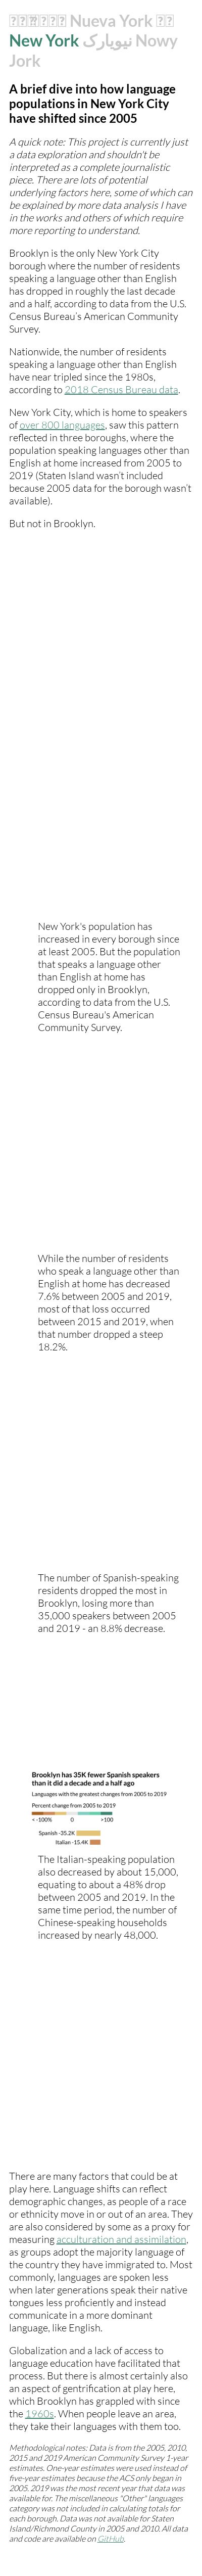 Nueva York
New York نیویارک Nowy
Jork
A brief dive into how language
populations in New York City
have shifted since 2005
A quick note: This project is currently just
a data exploration and shouldn't be
interpreted as a complete journalistic
piece. There are lots of potential
underlying factors here, some of which can
be explained by more data analysis I have
in the works and others of which require
more reporting to understand.
Brooklyn is the only New York City
borough where the number of residents
speaking a language other than English
has dropped in roughly the last decade
and a half, according to data from the U.S.
Census Bureau's American Community
Survey.
Nationwide, the number of residents
speaking a language other than English
have near tripled since the 1980s,
according to 2018 Census Bureau data.
New York City, which is home to speakers
of over 800 languages, saw this pattern
reflected in three boroughs, where the
population speaking languages other than
English at home increased from 2005 to
2019 (Staten Island wasn't included
because 2005 data for the borough wasn't
available).
But not in Brooklyn.
New York's population has
increased in every borough since
at least 2005. But the population
that speaks a language other
than English at home has
dropped only in Brooklyn,
according to data from the U.S.
Census Bureau's American
Community Survey.
While the number of residents
who speak a language other than
English at home has decreased
7.6% between 2005 and 2019,
most of that loss occurred
between 2015 and 2019, when
that number dropped a steep
18.2%.
The number of Spanish-speaking
residents dropped the most in
Brooklyn, losing more than
35,000 speakers between 2005
and 2019 - an 8.8% decrease.
Brooklyn has 35K fewer Spanish speakers
than it did a decade and a half ago
Languages with the greatest changes from 2005 to 2019
Percent change from 2005 to 2019
< -100% 0 +100
Spanish -35.2K
Italian -15.4K
The Italian-speaking population
also decreased by about 15,000,
equating to about a 48% drop
between 2005 and 2019. In the
same time period, the number of
Chinese-speaking households
increased by nearly 48,000.
There are many factors that could be at
play here. Language shifts can reflect
demographic changes, as people of a race
or ethnicity move in or out of an area. They
are also considered by some as a proxy for
measuring acculturation and assimilation,
as groups adopt the majority language of
the country they have immigrated to. Most
commonly, languages are spoken less
when later generations speak their native
tongues less proficiently and instead
communicate in a more dominant
language, like English.
Globalization and a lack of access to
language education have facilitated that
process. But there is almost certainly also
an aspect of gentrification at play here,
which Brooklyn has grappled with since
the 1960s. When people leave an area,
they take their languages with them too.
Methodological notes: Data is from the 2005, 2010,
2015 and 2019 American Community Survey 1-year
estimates. One-year estimates were used instead of
five-year estimates because the ACS only began in
2005. 2019 was the most recent year that data was
available for. The miscellaneous "Other" languages
category was not included in calculating totals for
each borough. Data was not available for Staten
Island/Richmond County in 2005 and 2010. All data
and code are available on GitHub.